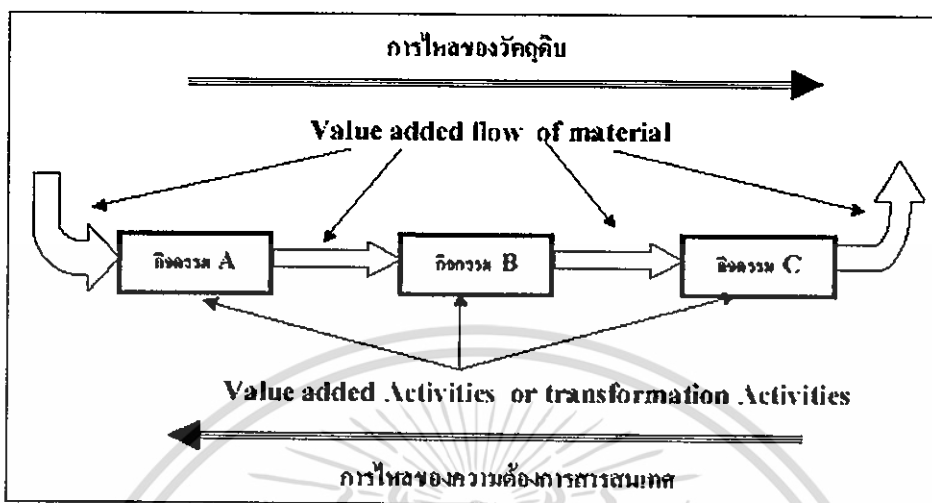 การไหลของวัตถุดิบ
Value added flow of material
กิจกรรม A
กิจกรรม B
กิจกรรม C
Value added Activities or transformation Activities
การไหลของความต้องการสารสนเทศ